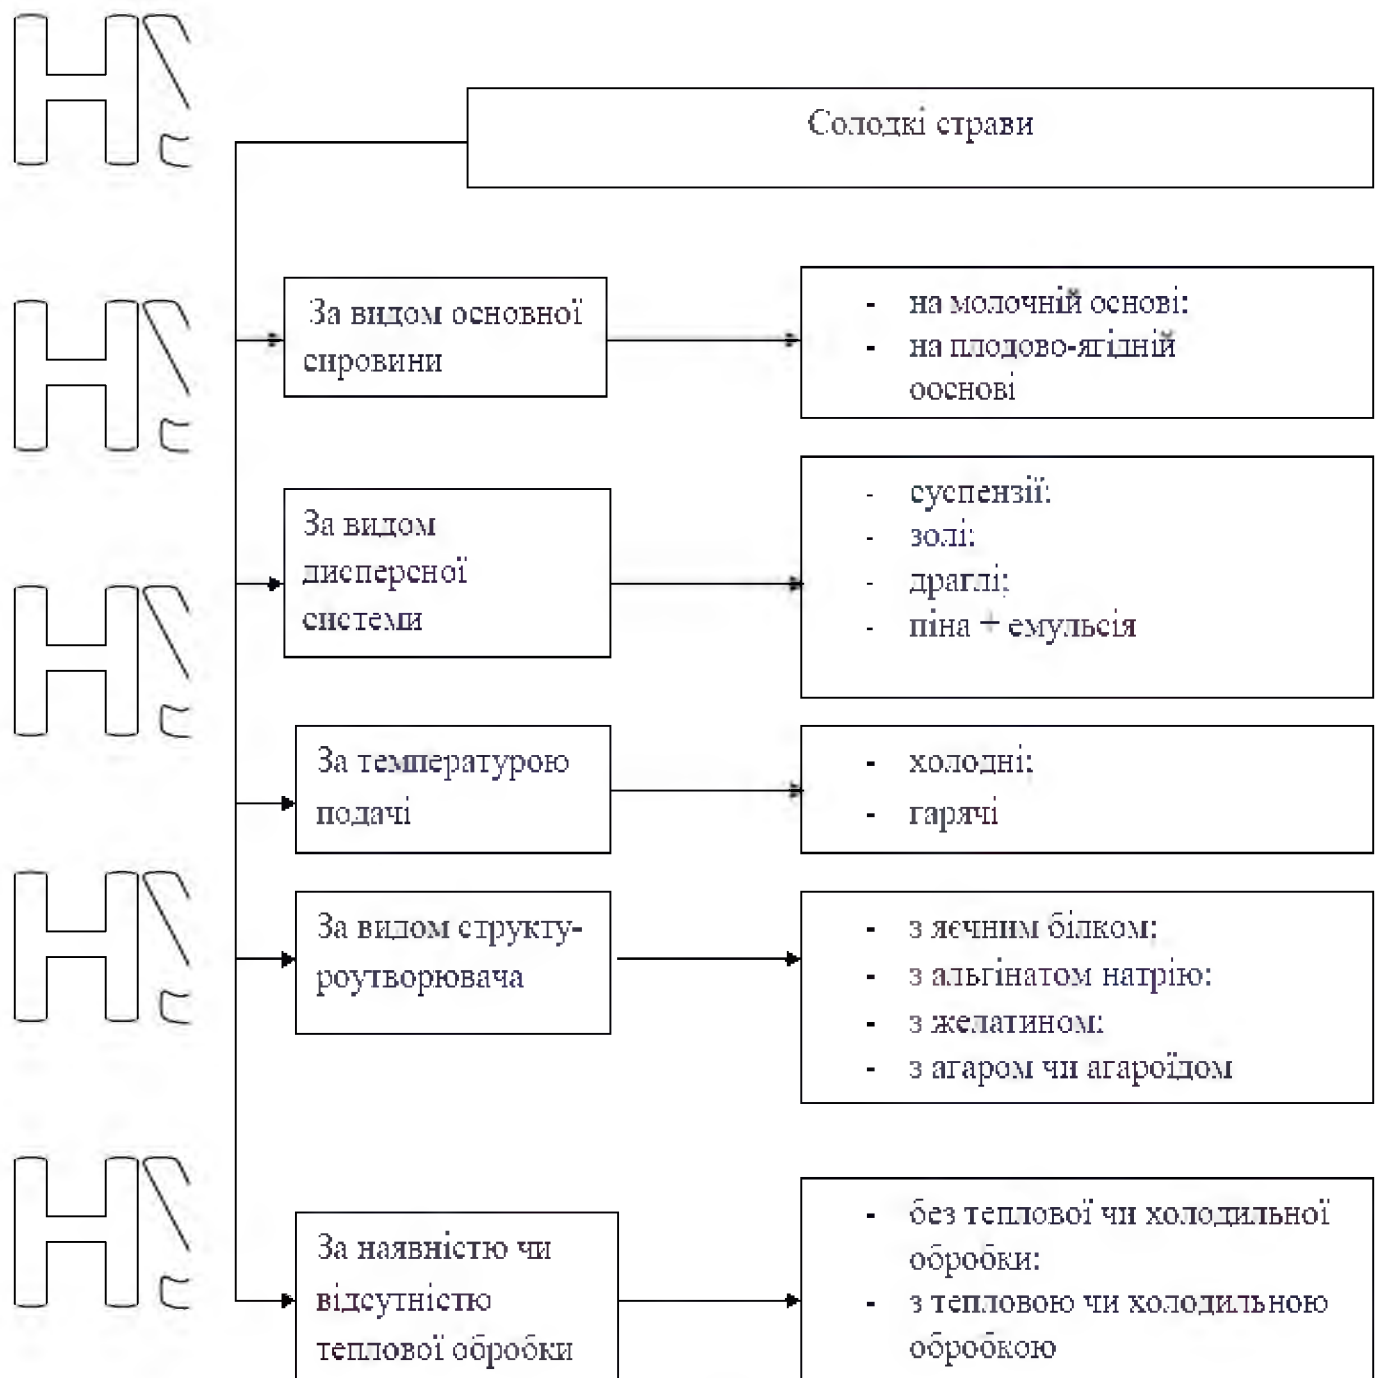 Солодкі страви
За видом основної
сировини
- на молочній основі:
- на плодово-ягідній
ооснові
За видом
дисперсної
системи
- суспензії:
- золі:
- драглі;
- піна + емульсія
За температурою
подачі
- холодні:
- гарячі
За видом структу-
роутворювача
- з яєчним білком;
- з альгінатом натрію:
- з желатином:
- з агаром чи агароїдом
За наявністю чи
відсутністю
теплової обробки
- без теплової чи холодильної
обробки:
- з тепловою чи холодильною
обробкою